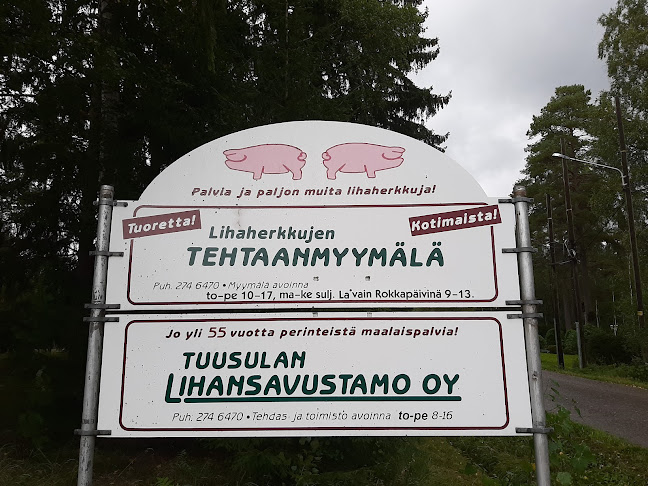 Palvia ja paljon muita lihaherkkuja!
Tuoretta!
Kotimaista!
Lihaherkkujen
TEHTAANMYYMÄLÄ
Puh. 274 6470 • Myymälä avoinna
to-pe 10-17, ma-ke sulj. La vain Rokkapäivinä 9-13.
Jo yli 55 vuotta perinteistä maalaispalvia!
TUUSULAN
LIHANSAVUSTAMO OY
Puh. 274 6470 • Tehdas- ja toimisto avoinna to-pe 8-16